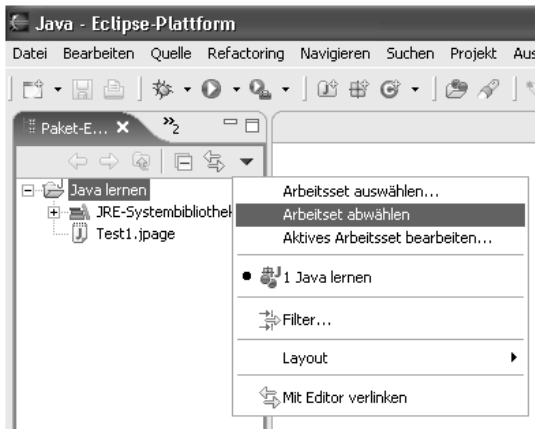 Java - Eclipse-Plattform
Datei Bearbeiten Quelle Refactoring Navigieren Suchen Projekt Aus
Paket-E... »2
Java lernen
JRE-Systembibliothek
Test1.jpage
Arbeitsset auswählen...
Arbeitset abwählen
Aktives Arbeitsset bearbeiten...
1 Java lernen
Filter...
Layout
Mit Editor verlinken